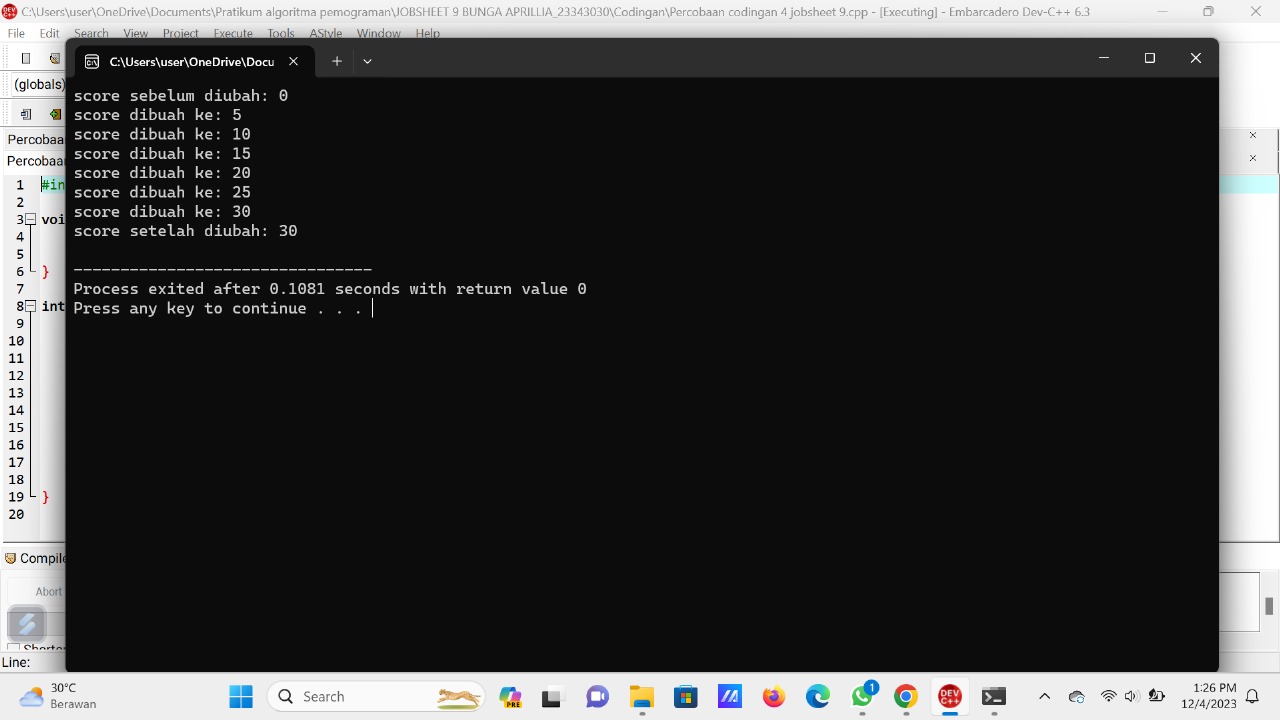 C:\Users\user\OneDrive\Documents\Pratikum algoritma pemograman\JOBSHEET 9 BUNGA APRILLIA_23343030\Codingan\Percobaan codingan 4 jobsheet 9.cpp - [Executing] - Embarcadero Dev-C++ 6.3
File Edit Search View Project Execute Tools AStyle Window Help
C:\Users\user\OneDrive\Docu
(globals)
score sebelum diubah: 0
score dibuah ke: 5
score dibuah ke: 10
score dibuah ke: 15
score dibuah ke: 20
score dibuah ke: 25
score dibuah ke: 30
score setelah diubah: 30
--------------------------------
Process exited after 0.1081 seconds with return value 0
Press any key to continue . . .
Percobaa
Percobaa
1 #in
2
3 voi
4
5
6 }
7
8 int
9
10
11
12
13
14
15
16
17
18
19 }
20
Compile
Abort
Line:
30°C
Berawan
Search
PRE
DEV C++
1
1:26 PM
12/4/2023